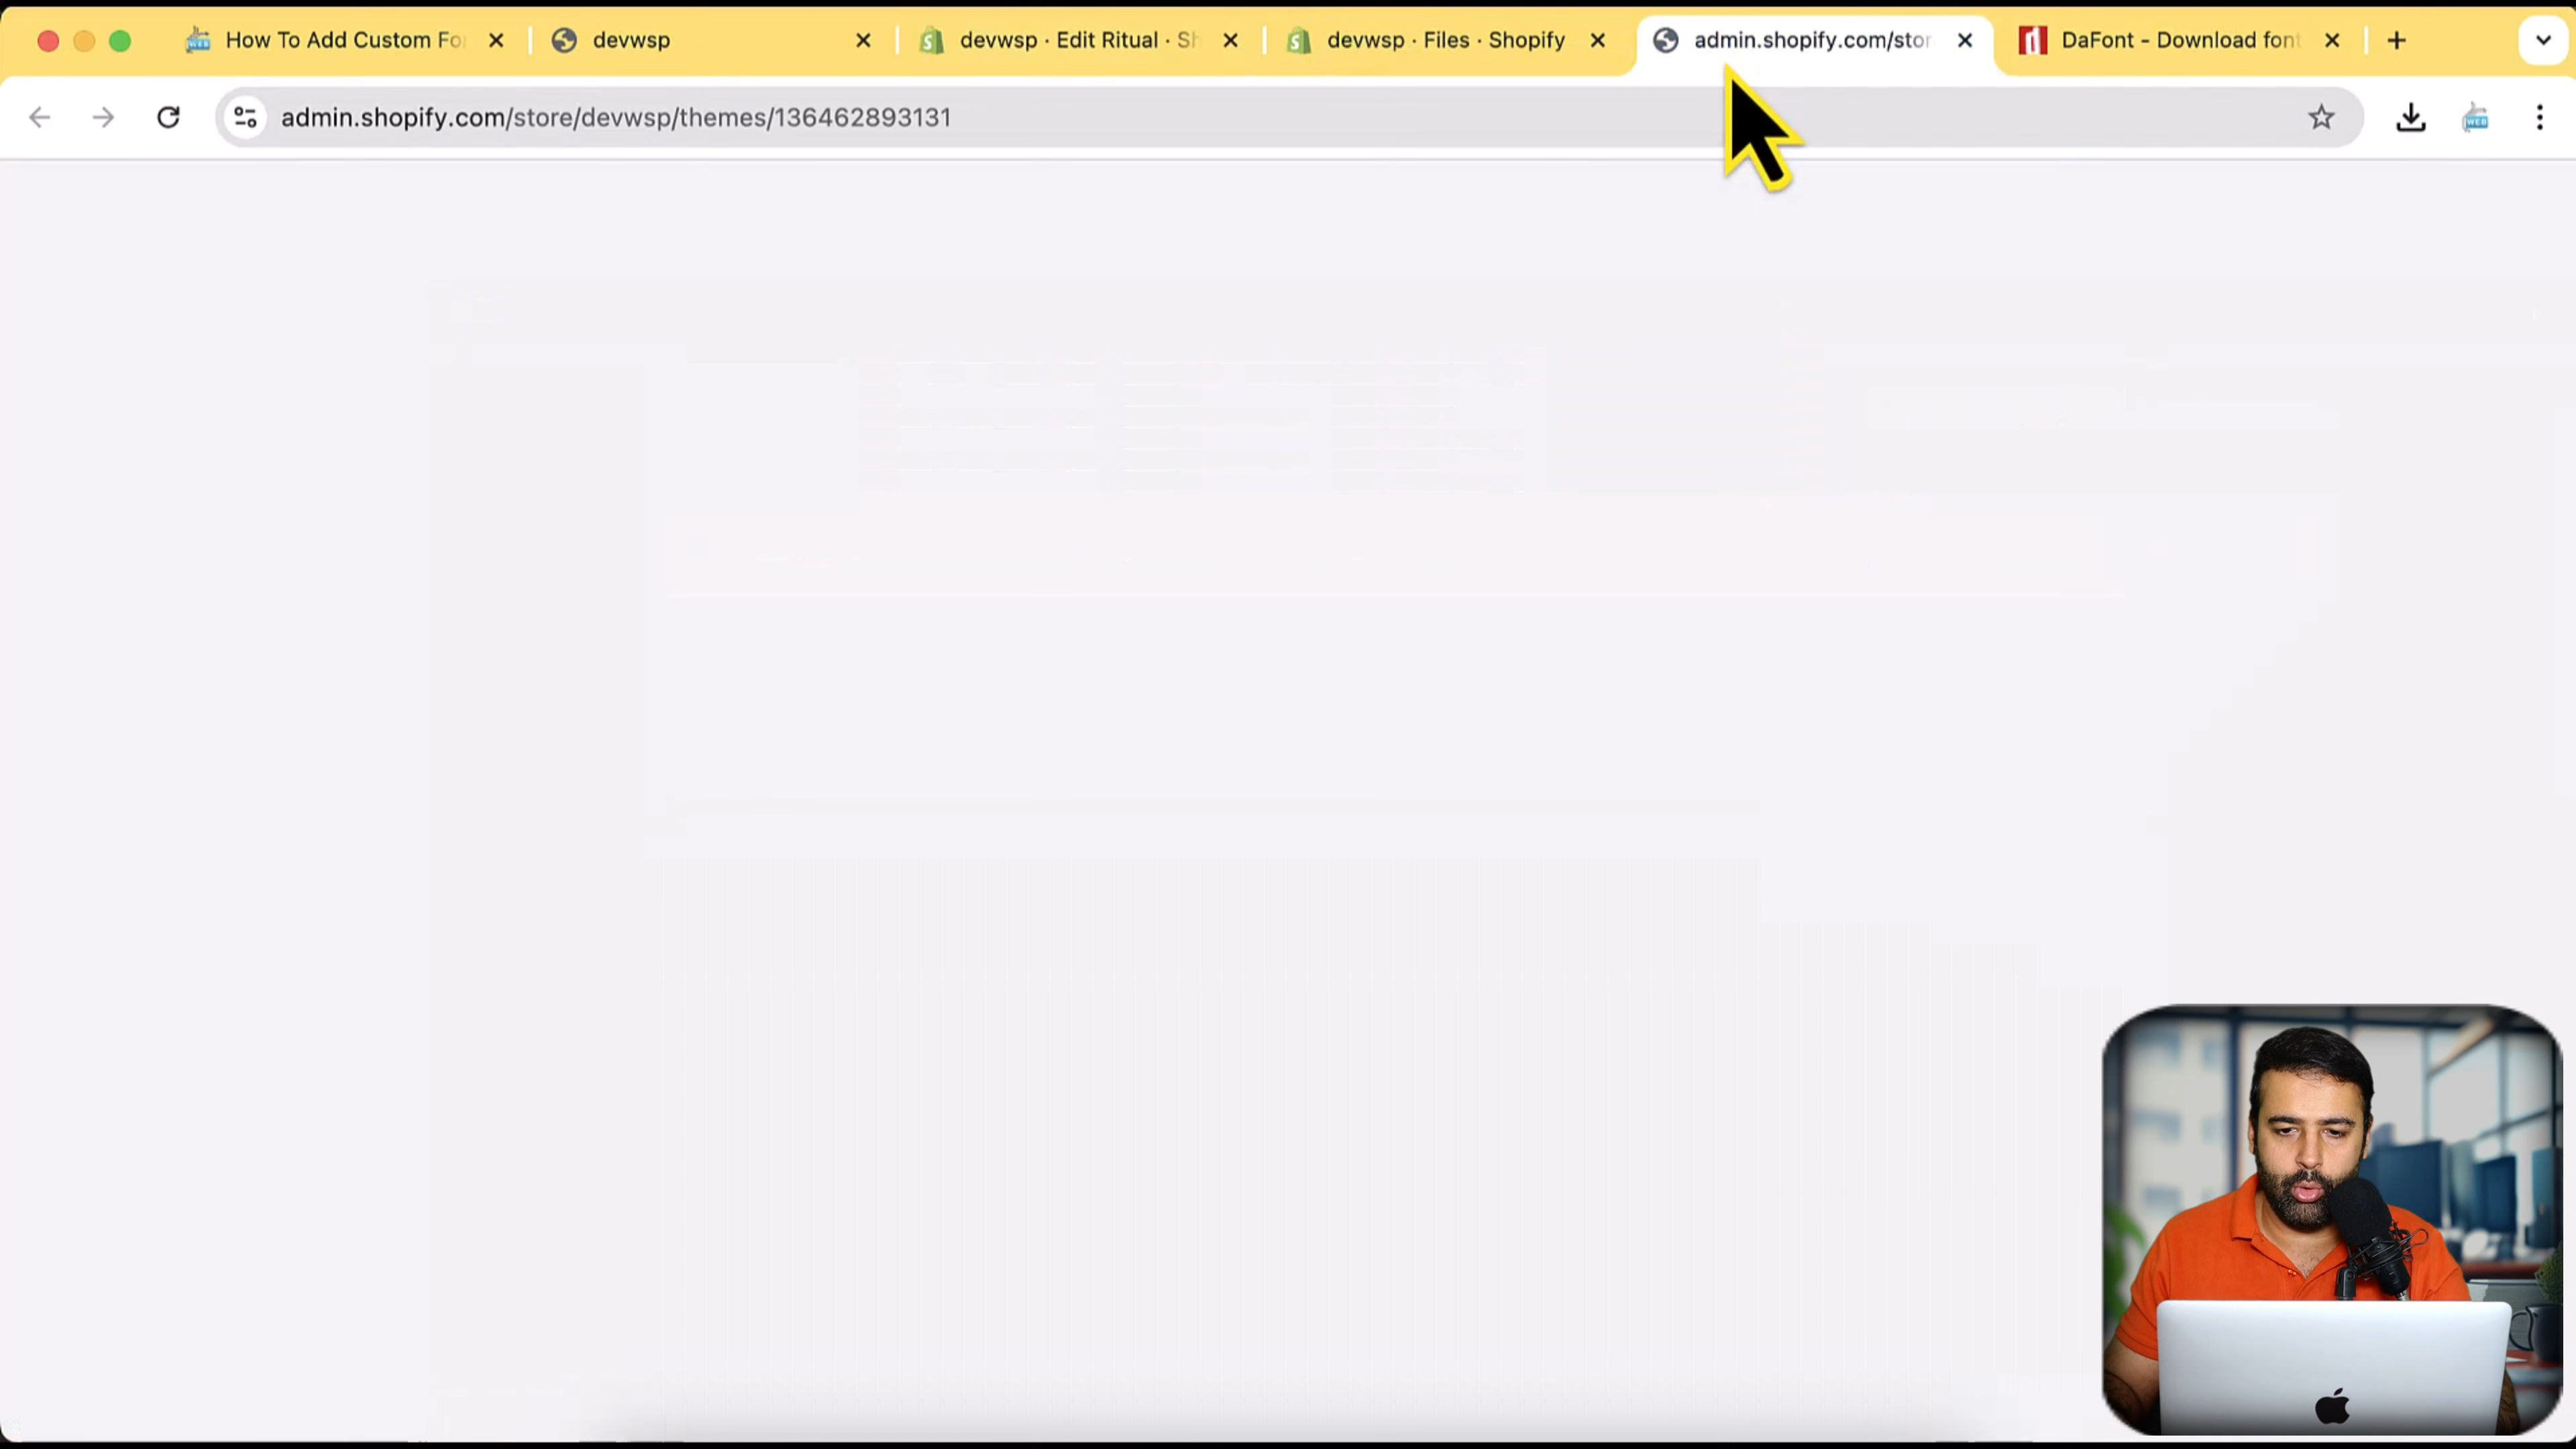 How To Add Custom Fo
devwsp
devwsp · Edit Ritual · Sh
devwsp · Files · Shopify
admin.shopify.com/stor
DaFont - Download font
admin.shopify.com/store/devwsp/themes/136462893131
WEB